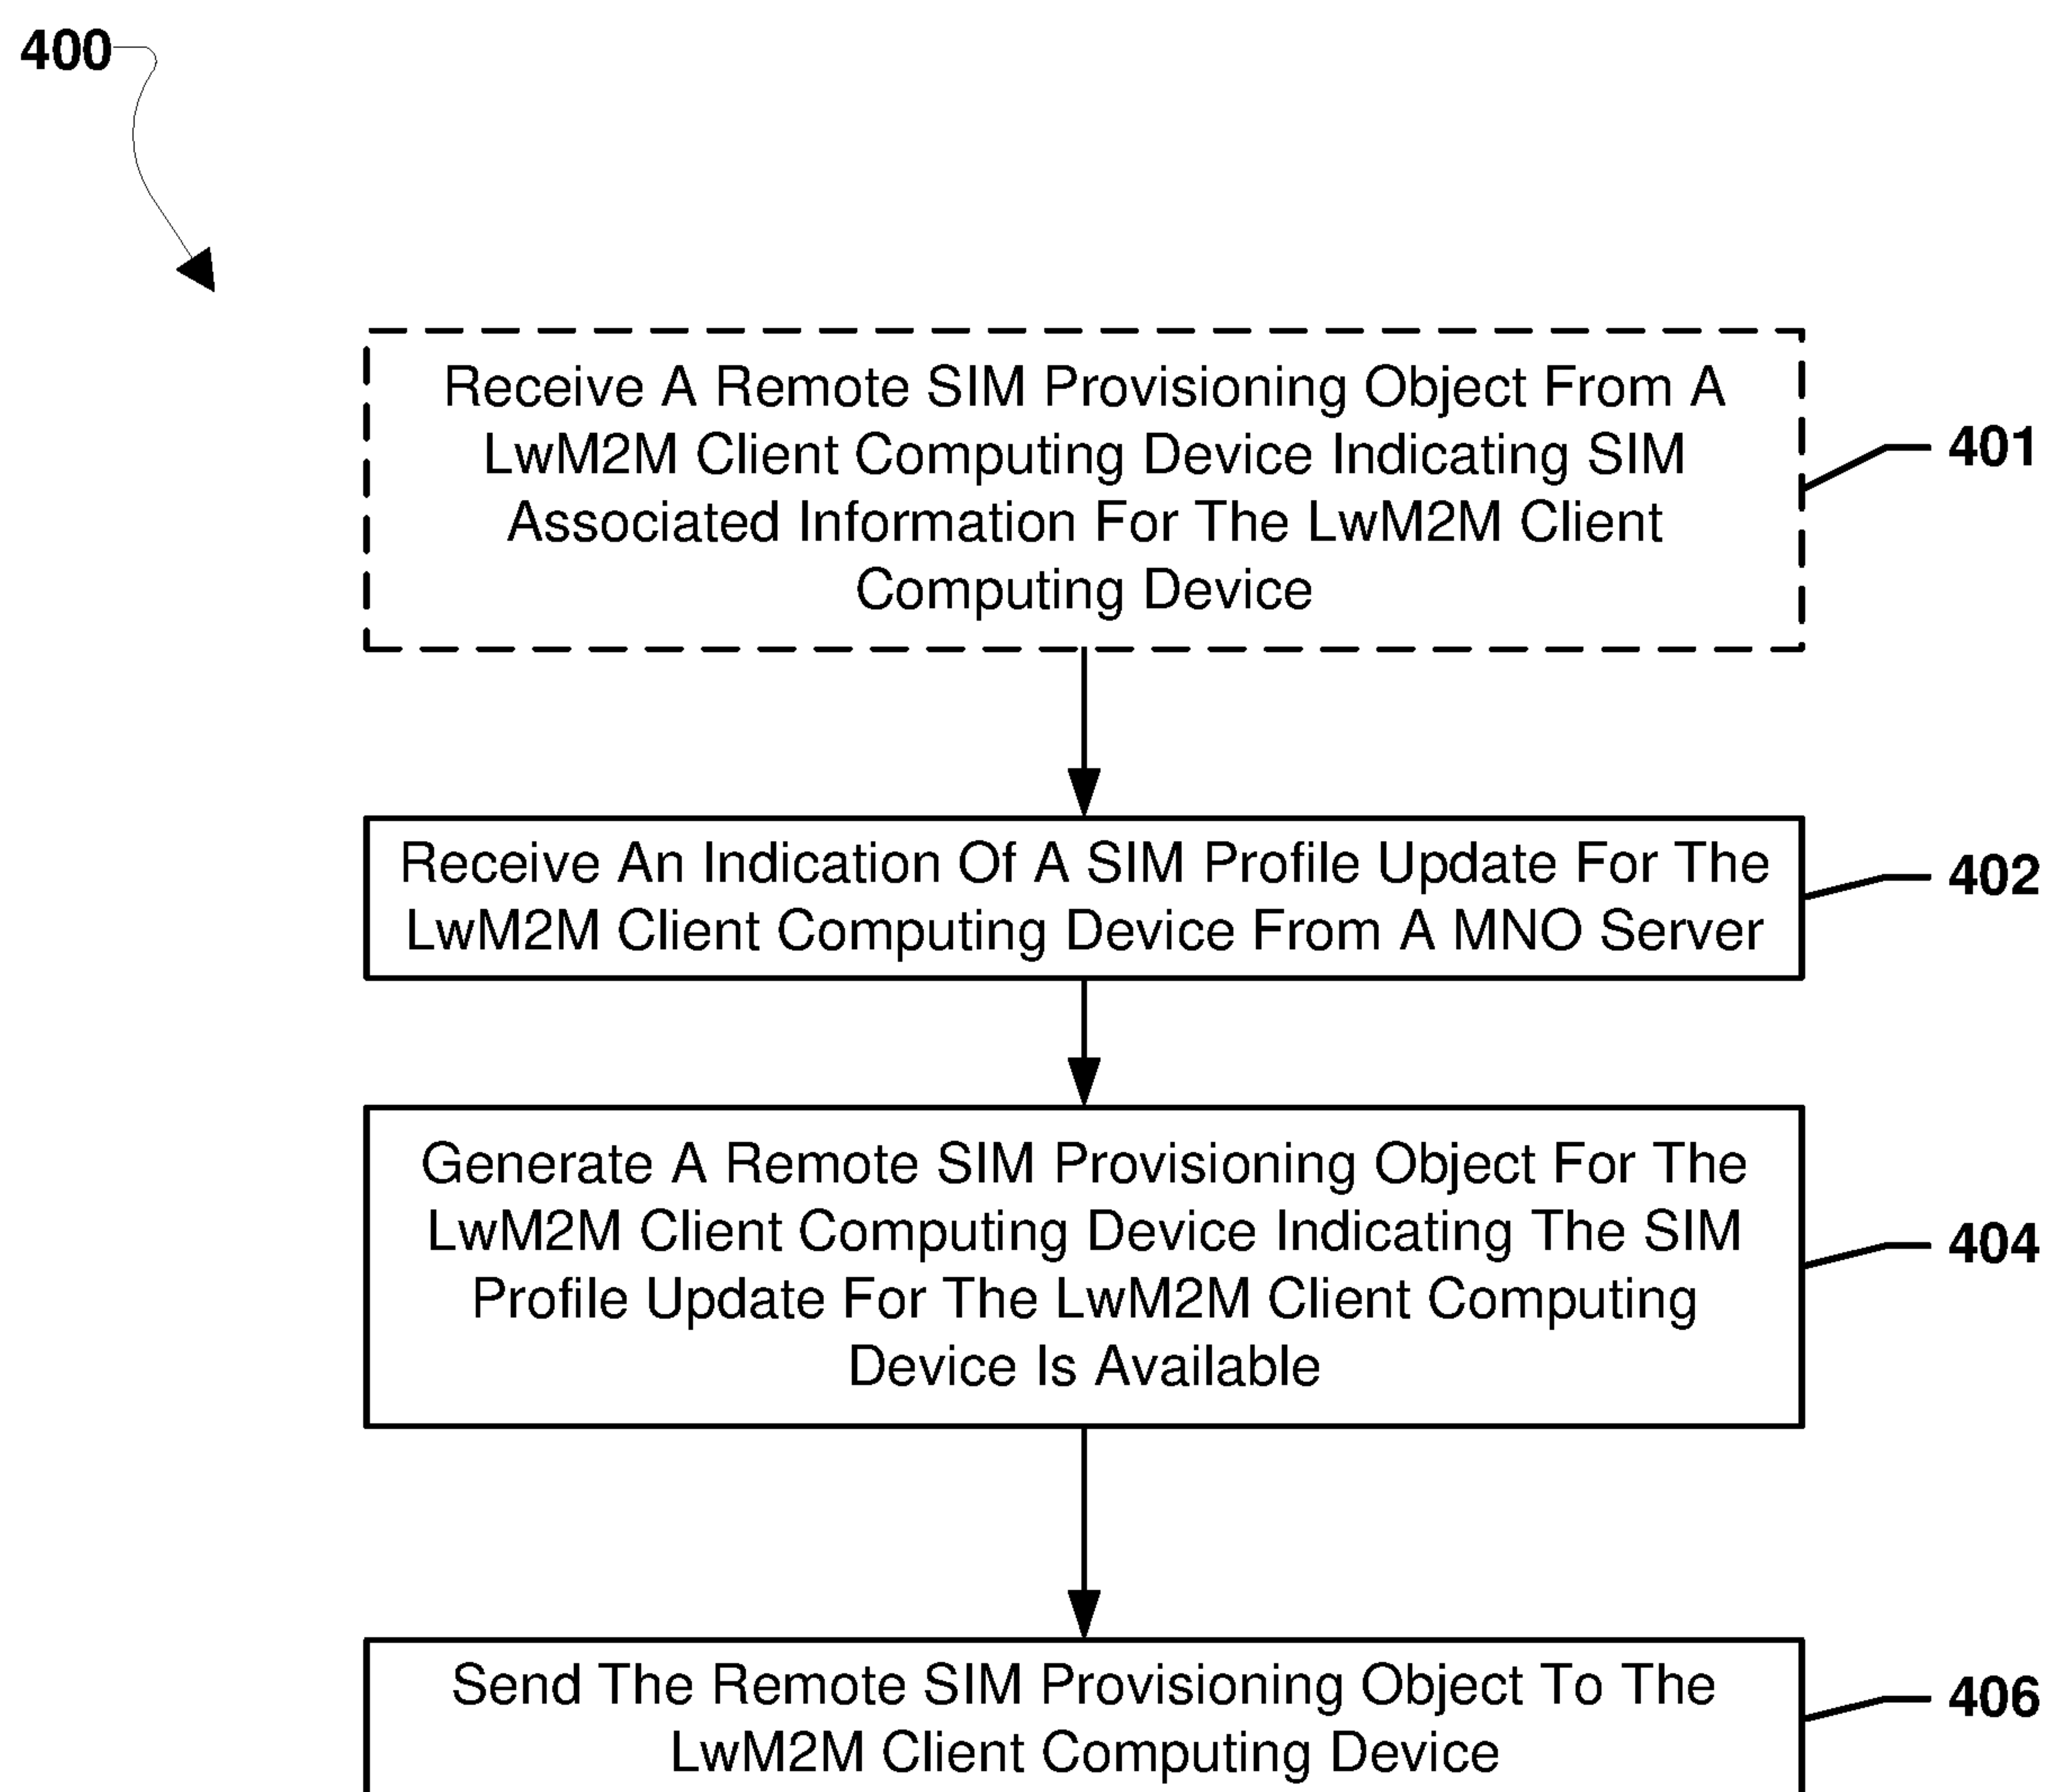 400
Receive A Remote SIM Provisioning Object From A
LwM2M Client Computing Device Indicating SIM
Associated Information For The LwM2M Client
Computing Device
401
Receive An Indication Of A SIM Profile Update For The
LwM2M Client Computing Device From A MNO Server
402
Generate A Remote SIM Provisioning Object For The
LwM2M Client Computing Device Indicating The SIM
Profile Update For The LwM2M Client Computing
Device Is Available
404
Send The Remote SIM Provisioning Object To The
LwM2M Client Computing Device
406